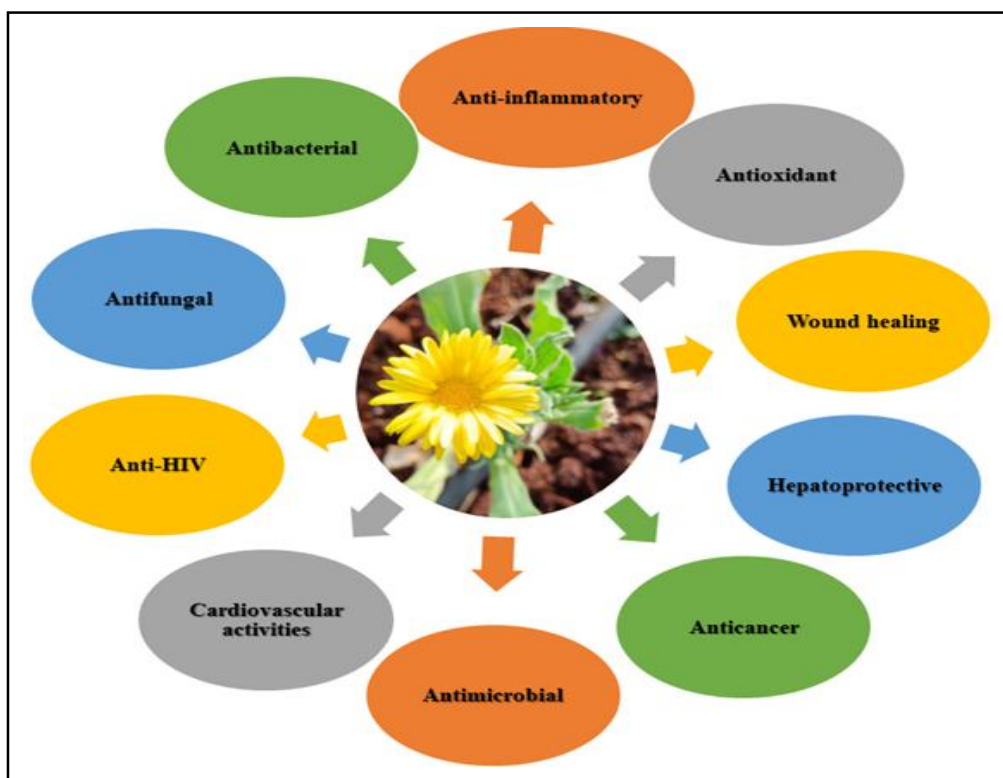 Anti-inflammatory
Antibacterial
Antioxidant
Antifungal
Wound healing
Anti-HIV
Hepatoprotective
Cardiovascular
activities
Anticancer
Antimicrobial